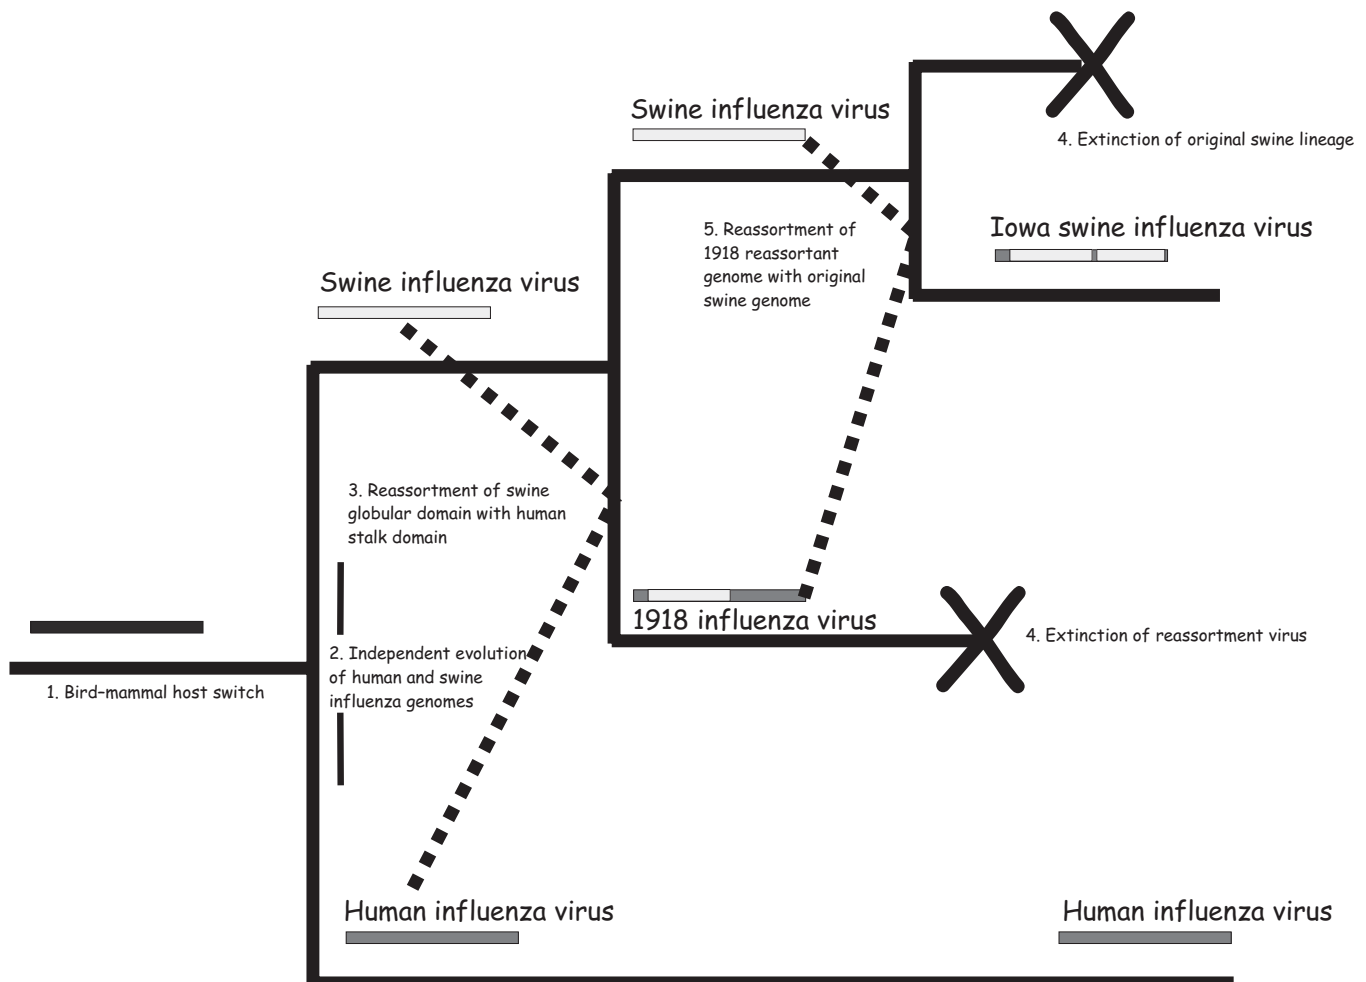 Swine influenza virus
4. Extinction of original swine lineage
Iowa swine influenza virus
5. Reassortment of
1918 reassortant
genome with original
swine genome
Swine influenza virus
3. Reassortment of swine
globular domain with human
stalk domain
1918 influenza virus
4. Extinction of reassortment virus
2. Independent evolution
of human and swine
influenza genomes
1. Bird–mammal host switch
Human influenza virus
Human influenza virus